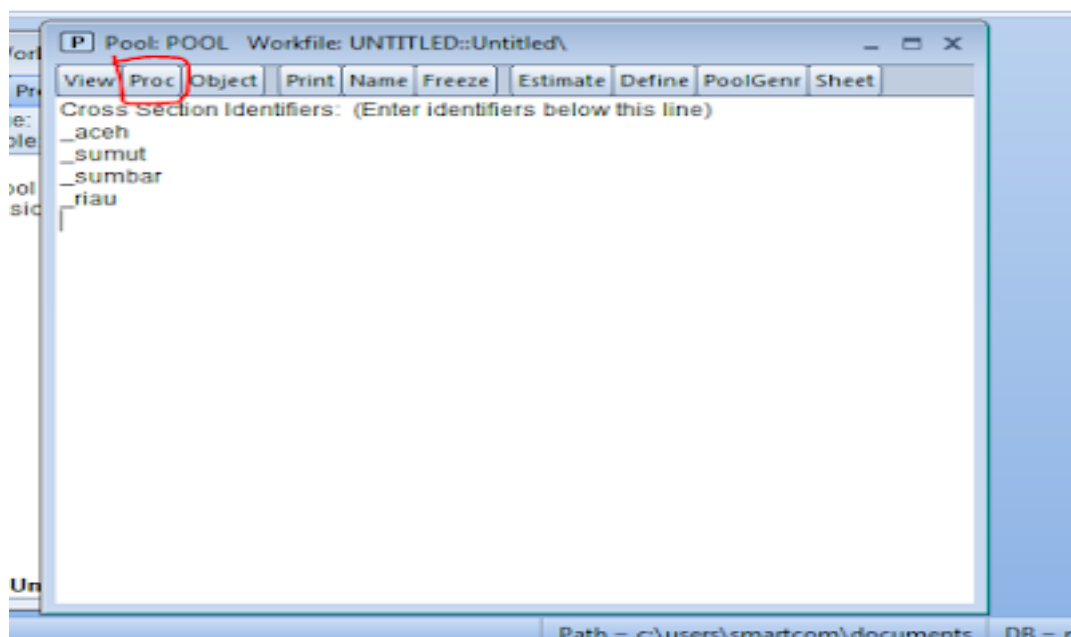 Pool: POOL Workfile: UNTITLED::Untitled\
View Proc Object Print Name Freeze Estimate Define PoolGenr Sheet
Cross Section Identifiers: (Enter identifiers below this line)
_aceh
_sumut
_sumbar
_riau
Un
Path = c:\users\smartcom\documents DB =